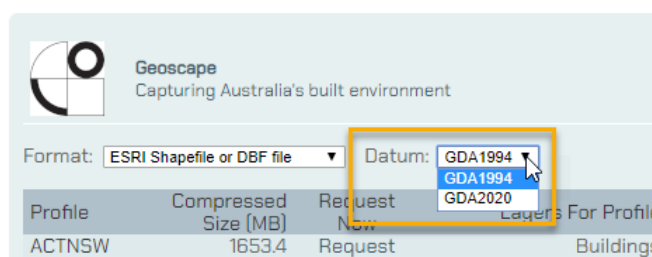 Geoscape
Capturing Australia's built environment
Format: ESRI Shapefile or DBF file Datum: GDA1994
GDA1994
GDA2020
Profile Compressed Size (MB) Request Now Layers For Profile
ACTNSW 1653.4 Request Buildings